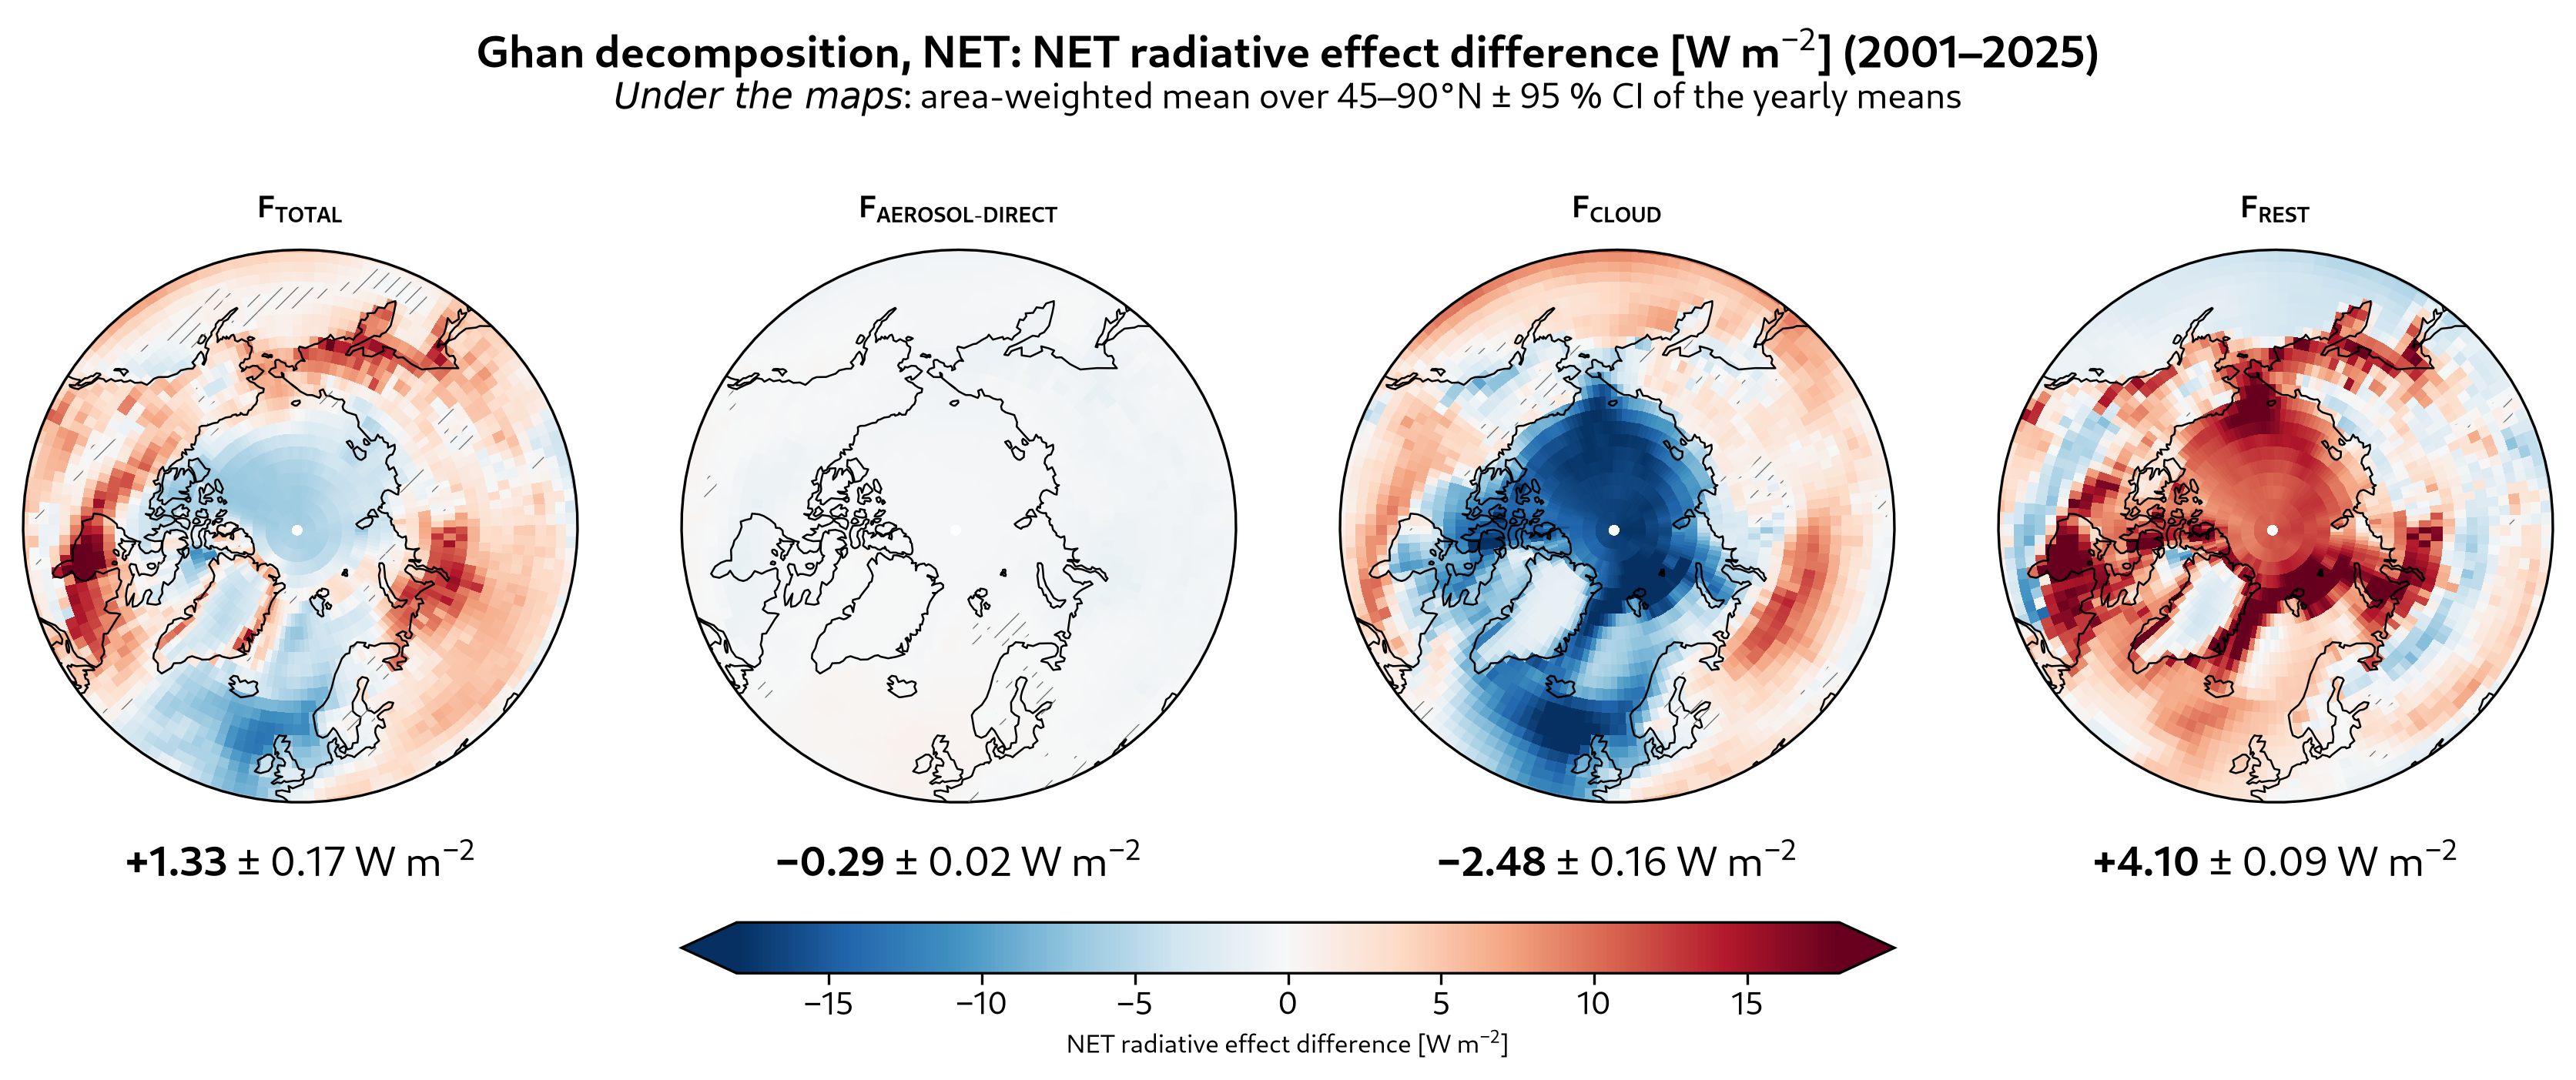 Ghan decomposition, NET: NET radiative effect difference [W m⁻²] (2001–2025)
Under the maps: area-weighted mean over 45–90°N ± 95 % CI of the yearly means
F_TOTAL F_AEROSOL-DIRECT F_CLOUD F_REST
+1.33 ± 0.17 W m⁻² −0.29 ± 0.02 W m⁻² −2.48 ± 0.16 W m⁻² +4.10 ± 0.09 W m⁻²
−15 −10 −5 0 5 10 15
NET radiative effect difference [W m⁻²]